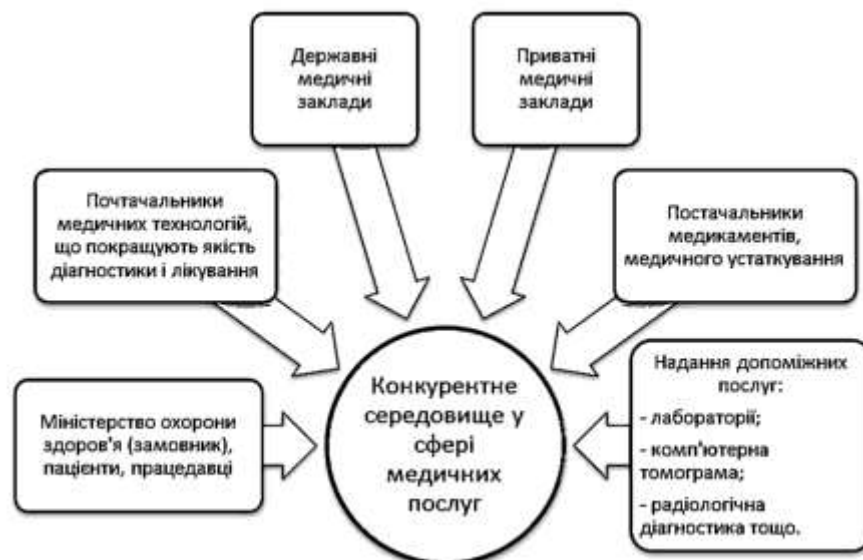 Державні
медичні
заклади
Приватні
медичні
заклади
Почтачальники
медичних технологій,
що покращують якість
діагностики і лікування
Постачальники
медикаментів,
медичного устаткування
Міністерство охорони
здоров'я (замовник),
пацієнти, працедавці
Конкурентне
середовище у
сфері
медичних
послуг
Надання допоміжних
послуг:
- лабораторії;
- комп'ютерна
томограма;
- радіологічна
діагностика тощо.